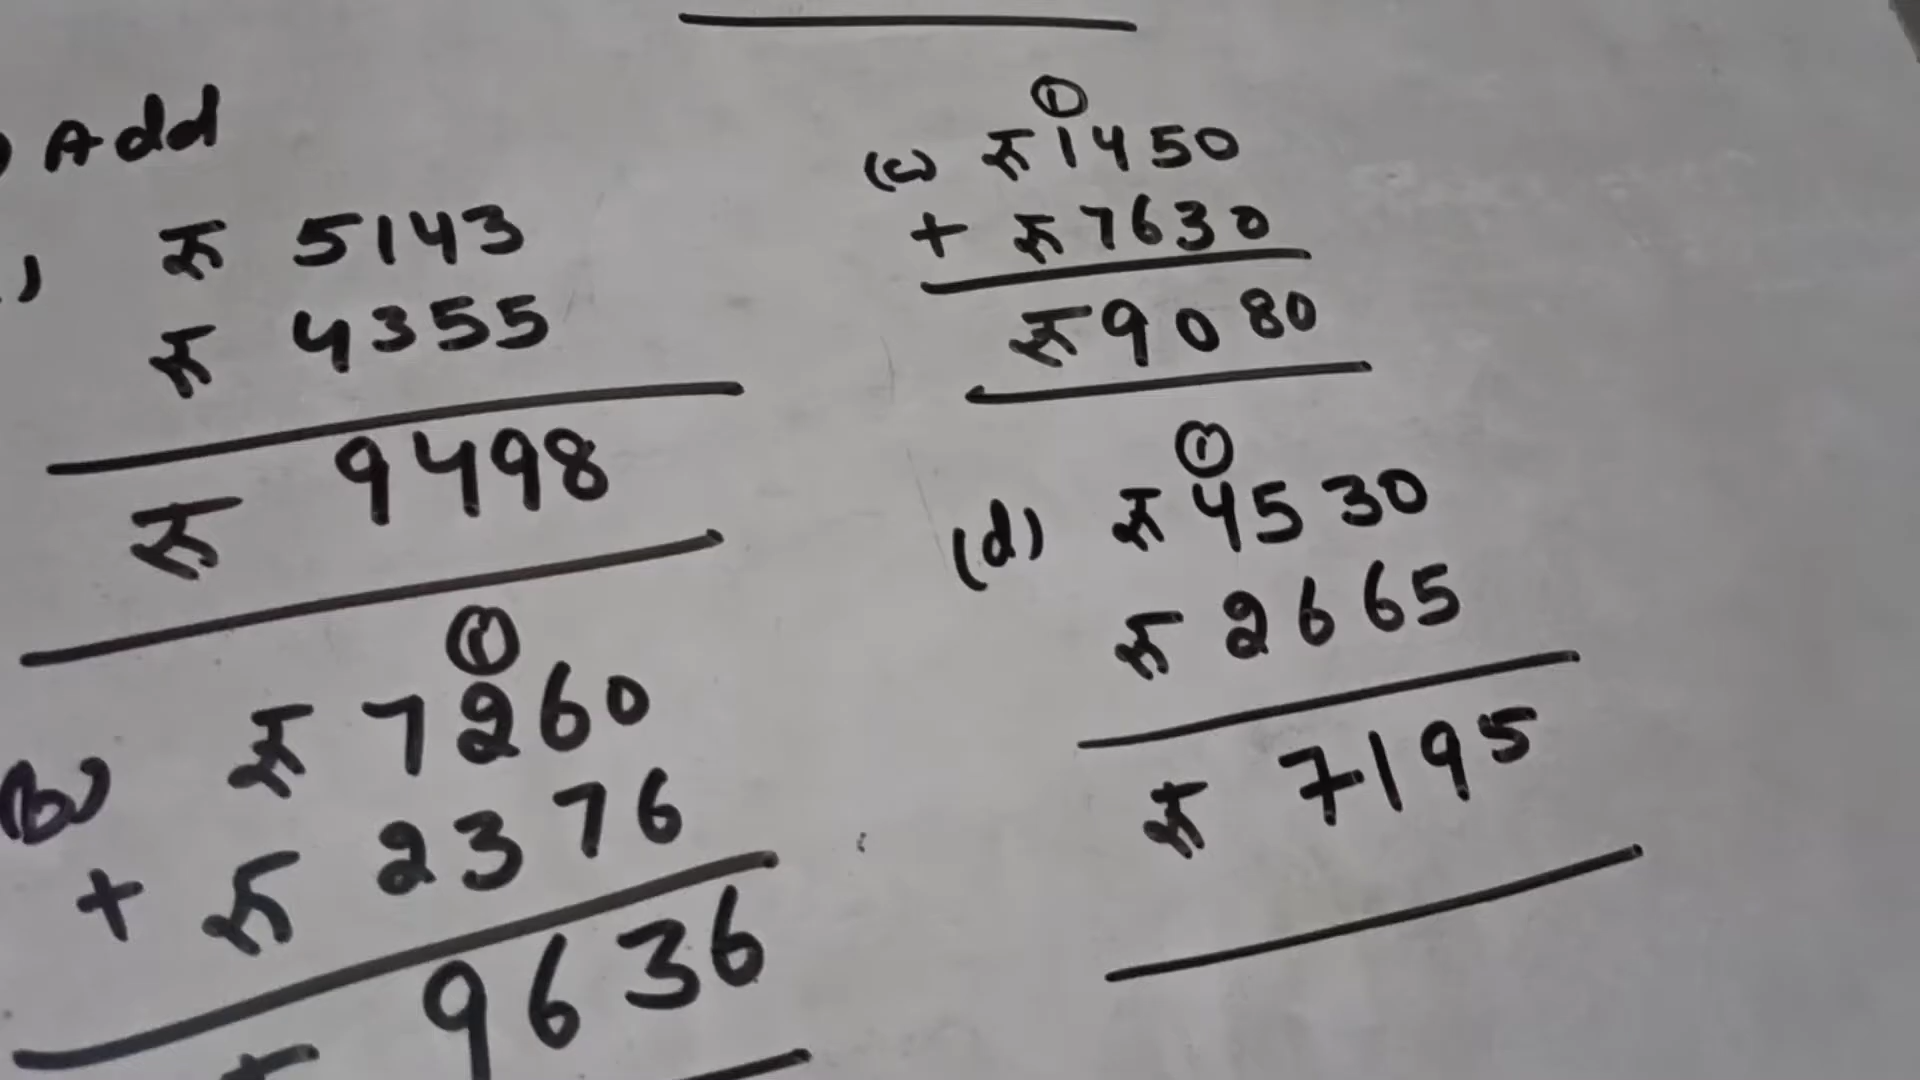 Add
रु 5143
रु 4355
रु 9498
(b) ①
रु 7260
+ रु 2376
9636
①
(c) रु 1450
+ रु 7630
रु 9080
①
(d) रु 4530
रु 2665
रु 7195